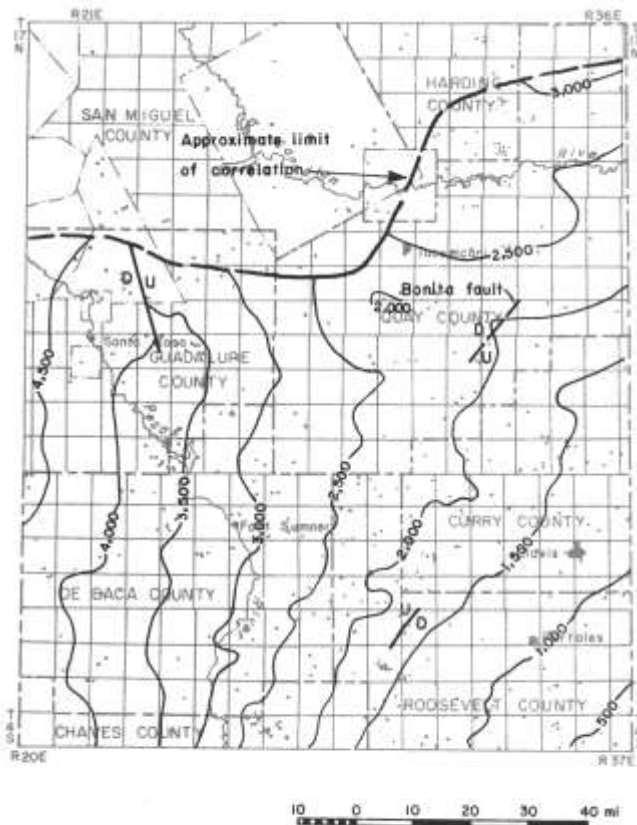 R21E
R36E
T
17
N
T
17
N
HARDING
COUNTY
3,000
SAN MIGUEL
COUNTY
Approximate limit
of correlation
River
2,500
D U
Bonita fault
2,000
QUAY COUNTY
D
U
Santa Rosa
GUADALUPE
COUNTY
4,500
Pecos
4,000
3,500
3,000
2,500
2,000
1,500
Fort Sumner
CURRY COUNTY
Clovis
DE BACA COUNTY
U
D
1,000
Portales
ROOSEVELT COUNTY
500
CHAVES COUNTY
R20E
R37E
10 0 10 20 30 40 mi